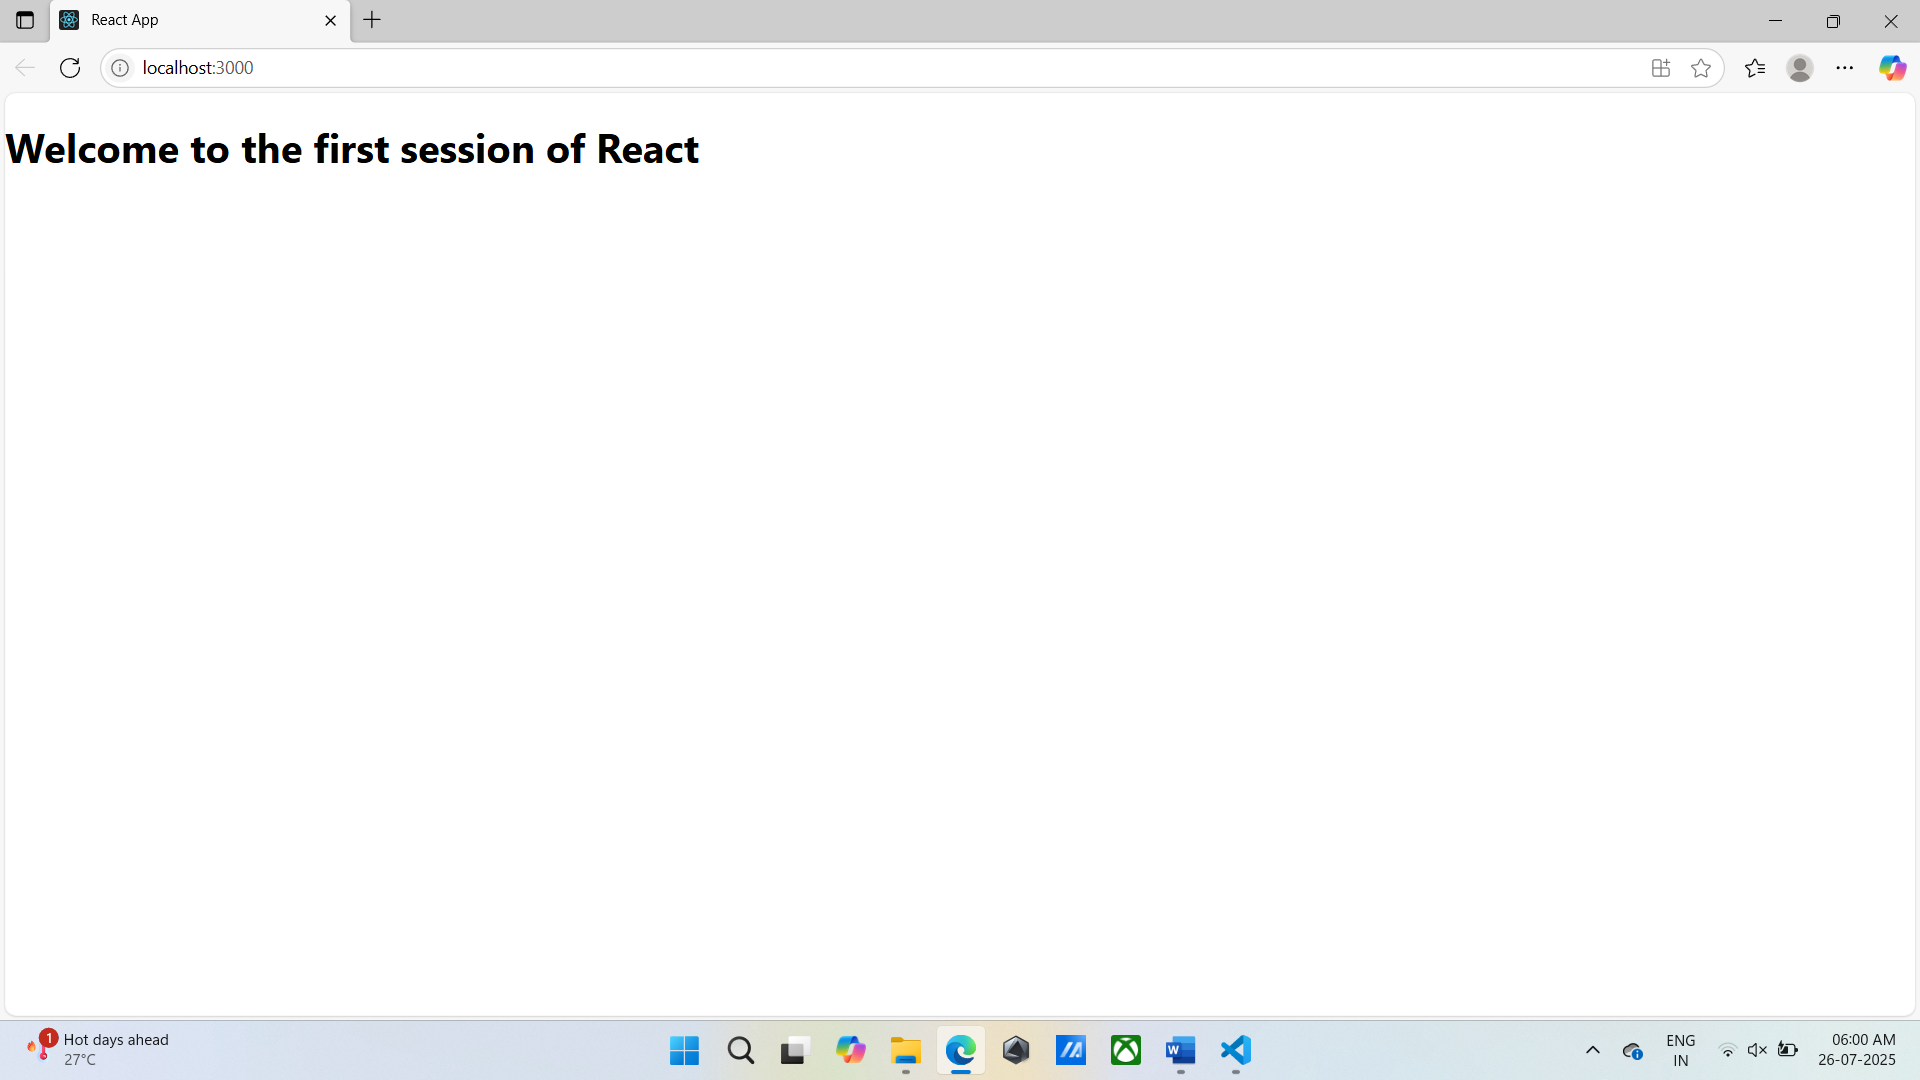 React App
localhost:3000
Welcome to the first session of React
1
Hot days ahead
27°C
W
ENG
IN
06:00 AM
26-07-2025